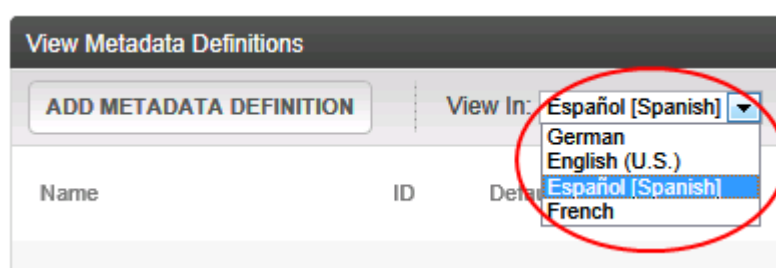 View Metadata Definitions
ADD METADATA DEFINITION
View In: Español [Spanish]
German
English (U.S.)
Español [Spanish]
French
Name ID